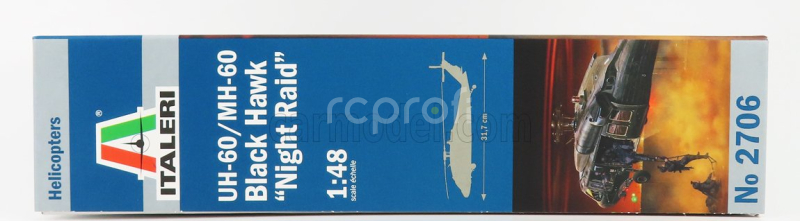 Helicopters
ITALERI
®
UH-60/MH-60
Black Hawk
"Night Raid"
1:48
scale échelle
31,7 cm
No 2706
rcprofi